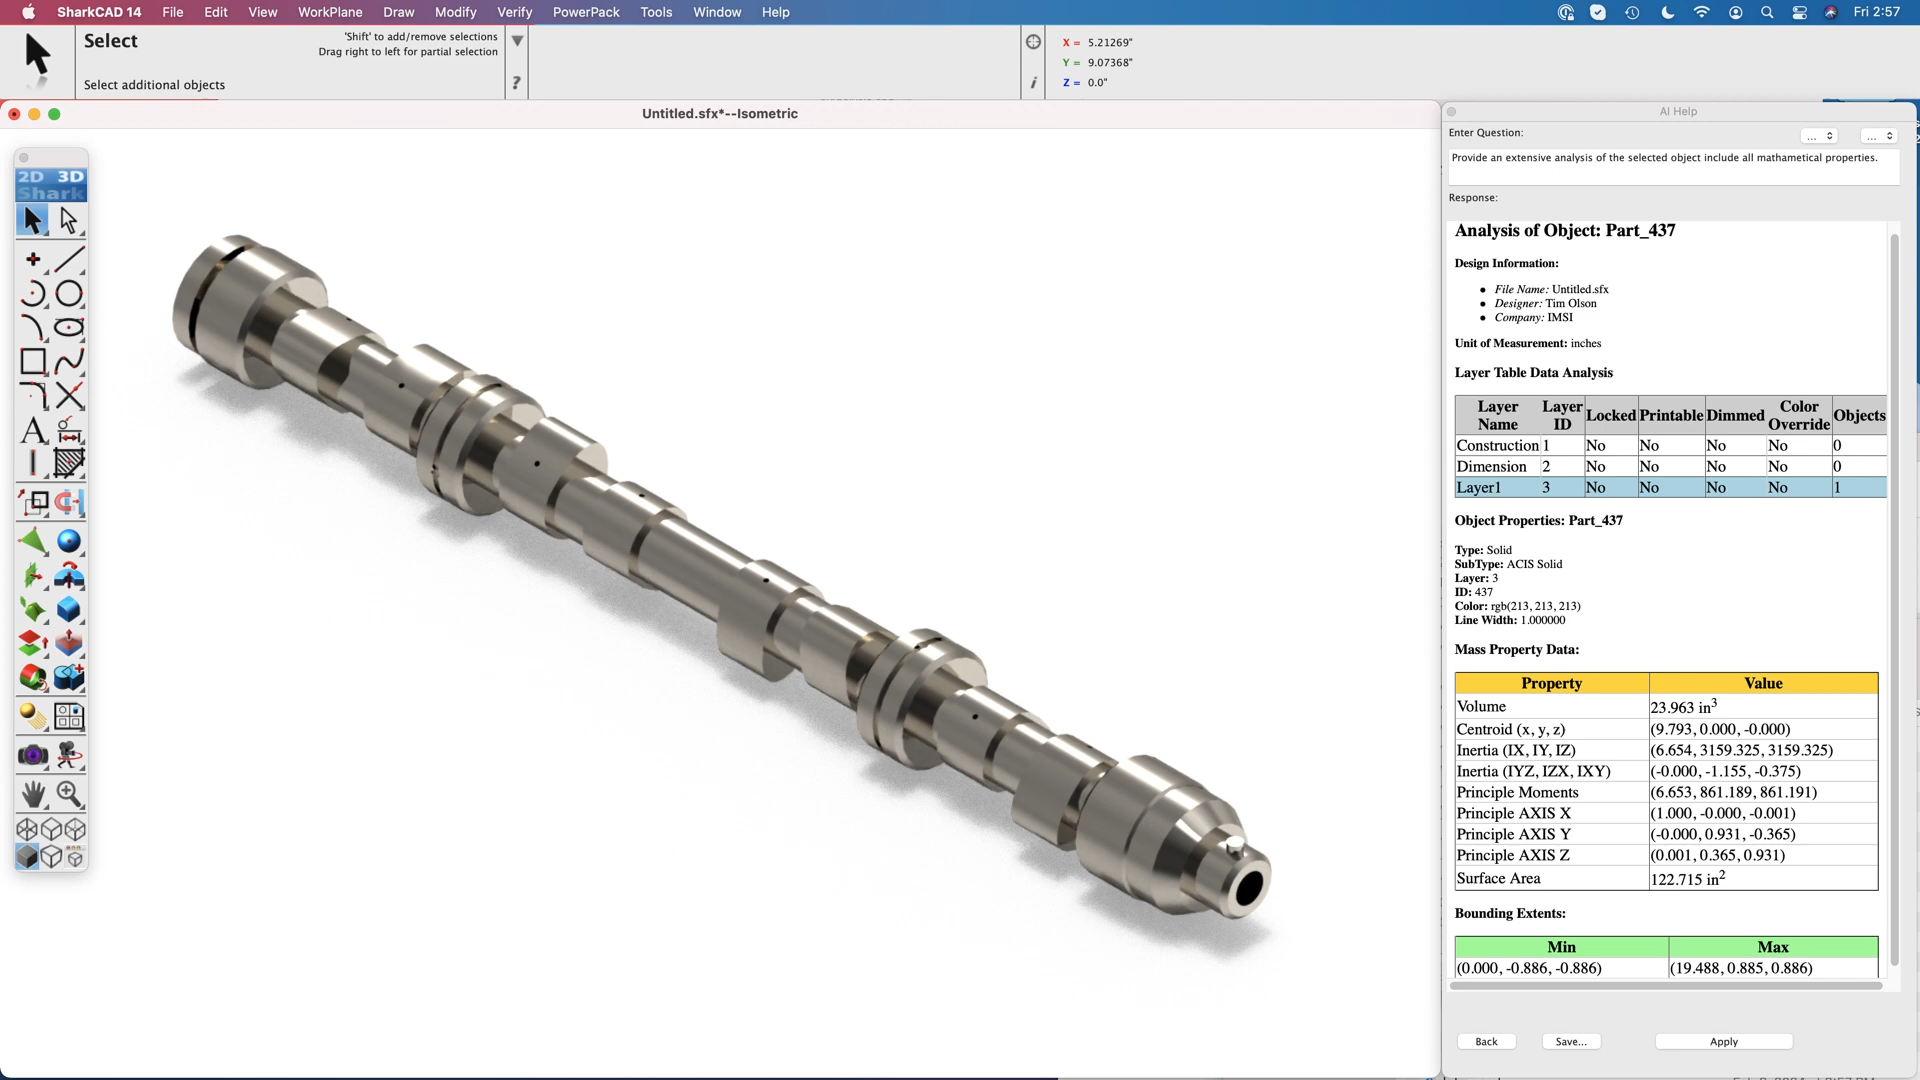 SharkCAD 14 File Edit View WorkPlane Draw Modify Verify PowerPack Tools Window Help Fri 2:57
Select
'Shift' to add/remove selections
Drag right to left for partial selection
Select additional objects
?
i
X = 5.21269"
Y = 9.07368"
Z = 0.0"
Untitled.sfx*--Isometric
2D 3D
Shark
A
AI Help
Enter Question:
... ...
Provide an extensive analysis of the selected object include all mathametical properties.
Response:
Analysis of Object: Part_437
Design Information:
• File Name: Untitled.sfx
• Designer: Tim Olson
• Company: IMSI
Unit of Measurement: inches
Layer Table Data Analysis
Layer Name Layer ID Locked Printable Dimmed Color Override Objects
Construction 1 No No No No 0
Dimension 2 No No No No 0
Layer1 3 No No No No 1
Object Properties: Part_437
Type: Solid
SubType: ACIS Solid
Layer: 3
ID: 437
Color: rgb(213, 213, 213)
Line Width: 1.000000
Mass Property Data:
Property Value
Volume 23.963 in³
Centroid (x, y, z) (9.793, 0.000, -0.000)
Inertia (IX, IY, IZ) (6.654, 3159.325, 3159.325)
Inertia (IYZ, IZX, IXY) (-0.000, -1.155, -0.375)
Principle Moments (6.653, 861.189, 861.191)
Principle AXIS X (1.000, -0.000, -0.001)
Principle AXIS Y (-0.000, 0.931, -0.365)
Principle AXIS Z (0.001, 0.365, 0.931)
Surface Area 122.715 in²
Bounding Extents:
Min Max
(0.000, -0.886, -0.886) (19.488, 0.885, 0.886)
Back Save... Apply